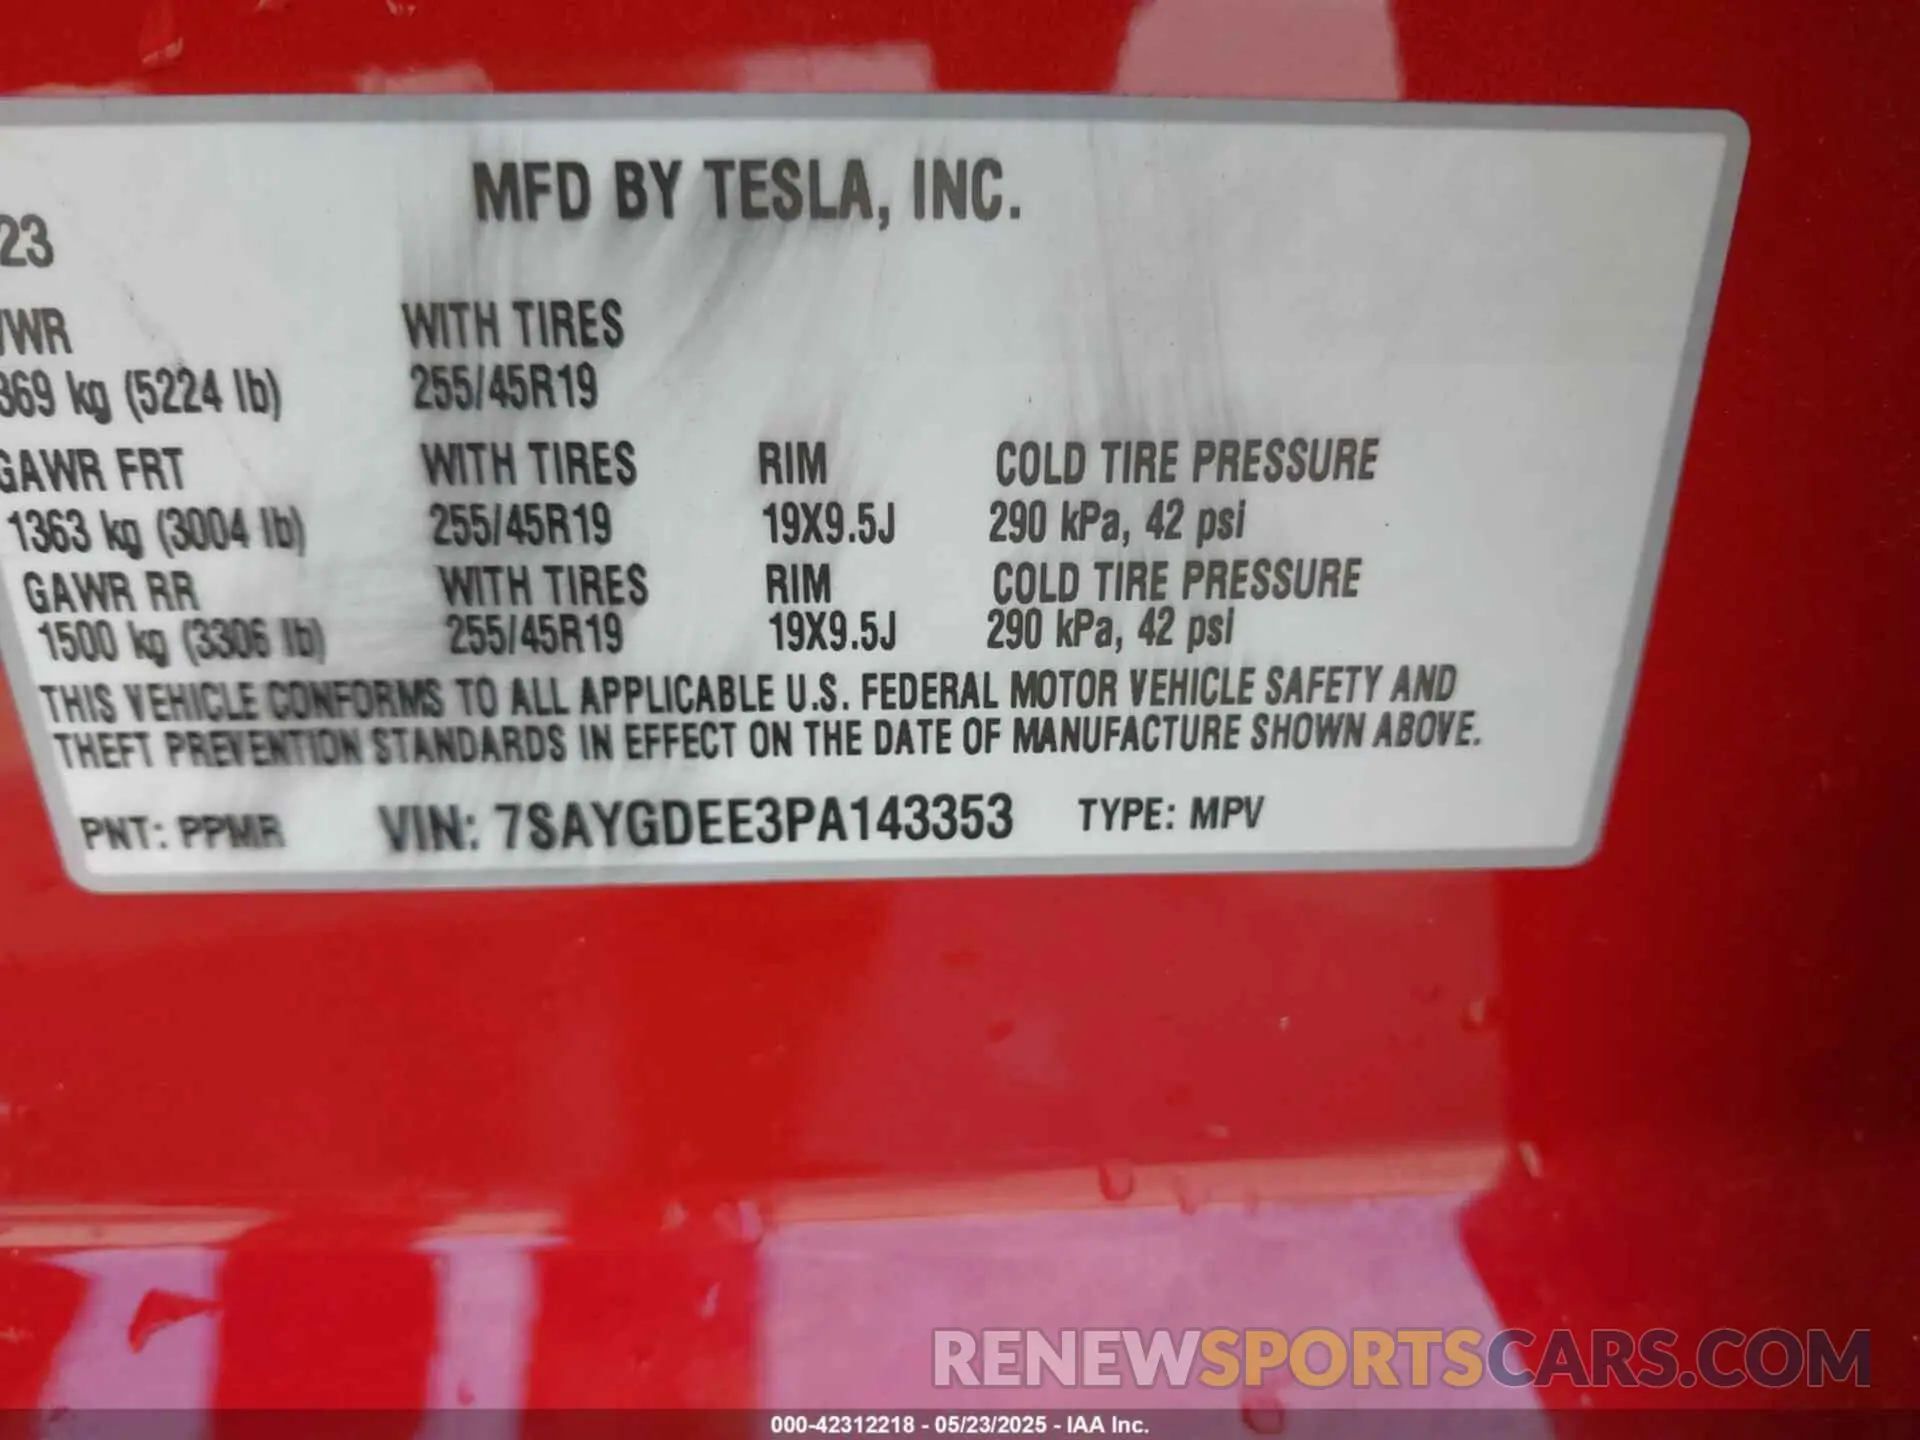 MFD BY TESLA, INC.
23
VWR WITH TIRES
369 kg (5224 lb) 255/45R19
GAWR FRT WITH TIRES RIM COLD TIRE PRESSURE
1363 kg (3004 lb) 255/45R19 19X9.5J 290 kPa, 42 psi
GAWR RR WITH TIRES RIM COLD TIRE PRESSURE
1500 kg (3306 lb) 255/45R19 19X9.5J 290 kPa, 42 psi
THIS VEHICLE CONFORMS TO ALL APPLICABLE U.S. FEDERAL MOTOR VEHICLE SAFETY AND
THEFT PREVENTION STANDARDS IN EFFECT ON THE DATE OF MANUFACTURE SHOWN ABOVE.
PNT: PPMR VIN: 7SAYGDEE3PA143353 TYPE: MPV
RENEWSPORTSCARS.COM
000-42312218 - 05/23/2025 - IAA Inc.